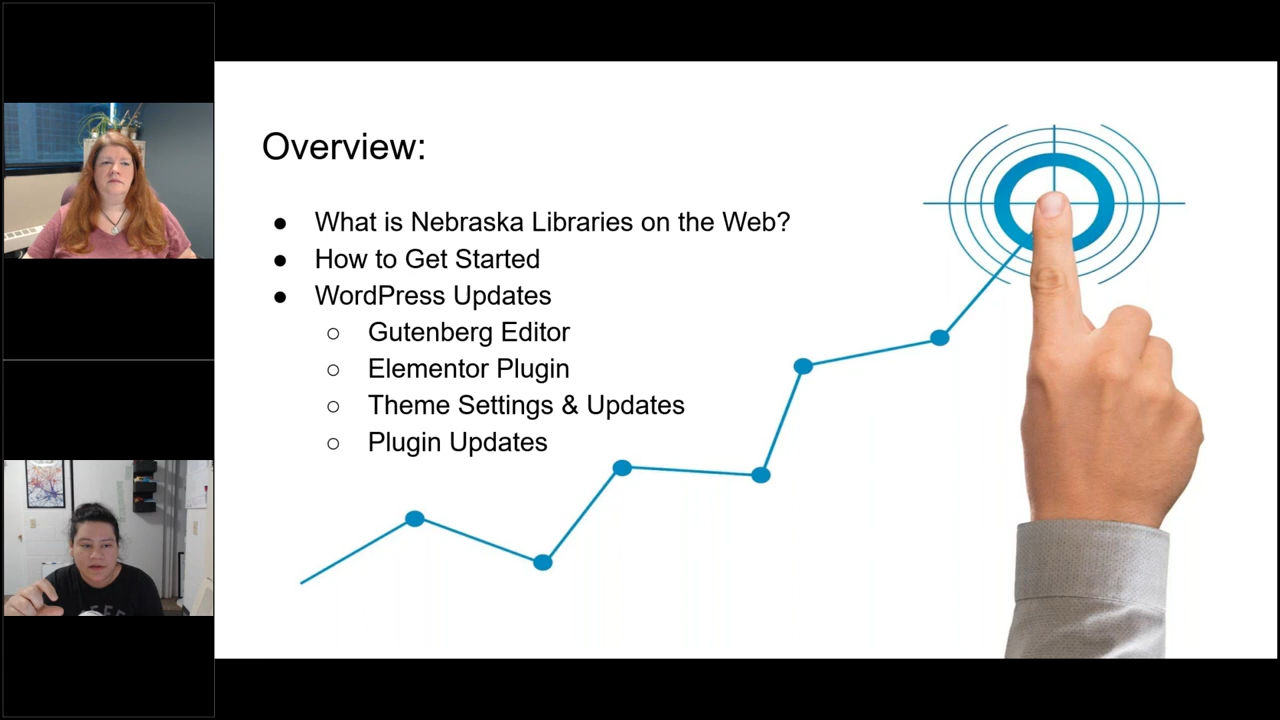 Overview:
● What is Nebraska Libraries on the Web?
● How to Get Started
● WordPress Updates
○ Gutenberg Editor
○ Elementor Plugin
○ Theme Settings & Updates
○ Plugin Updates